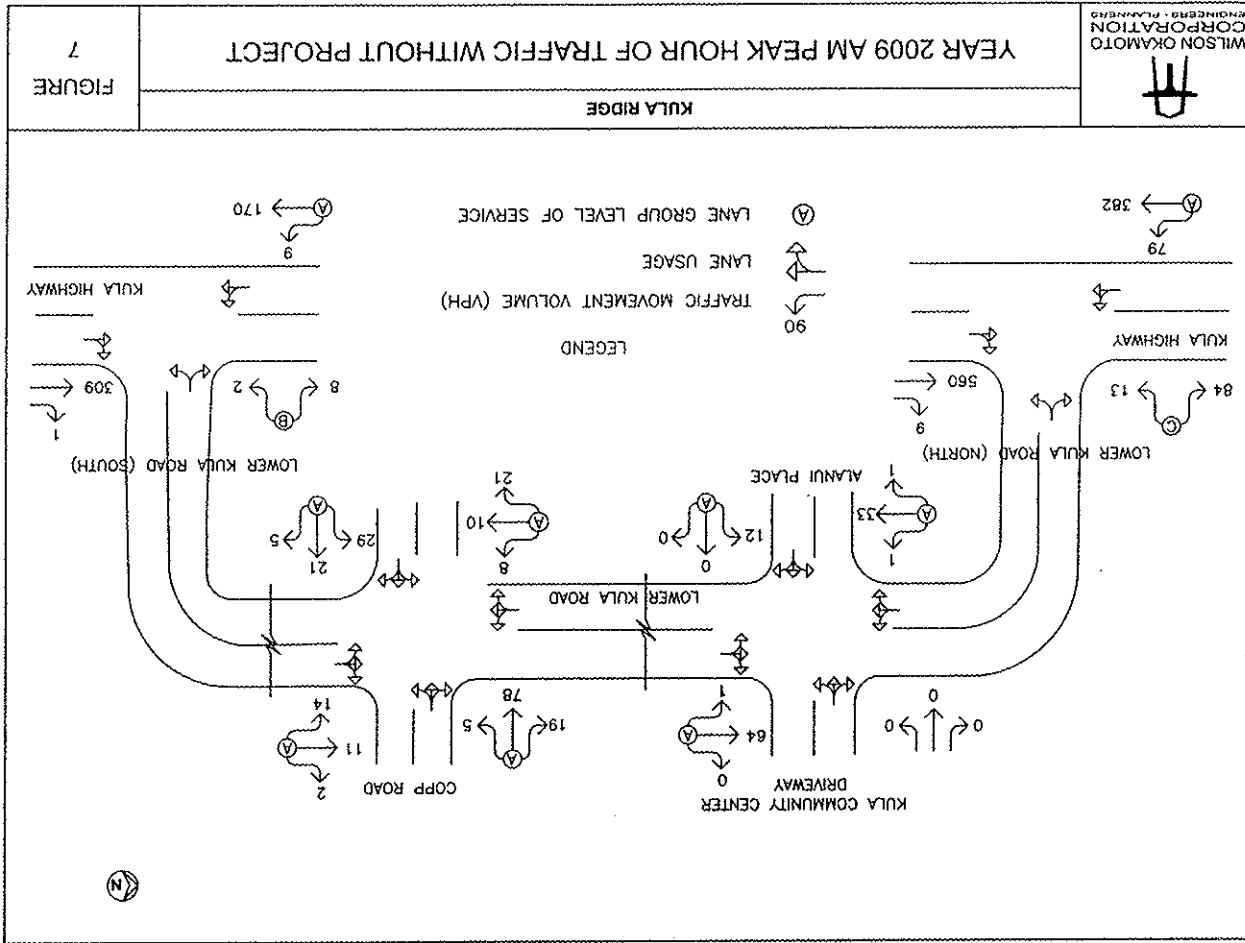 N
KULA COMMUNITY CENTER
DRIVEWAY
COPP ROAD
0
2
0
0
0
64
A
1
19
78
5
A
11
A
14
LOWER KULA ROAD
1
33
1
A
12
0
0
A
8
10
21
A
29
21
5
A
ALANUI PLACE
LOWER KULA ROAD (NORTH)
LOWER KULA ROAD (SOUTH)
84
13
C
9
560
8
2
B
1
309
KULA HIGHWAY
KULA HIGHWAY
79
382
A
9
170
A
LEGEND
90 TRAFFIC MOVEMENT VOLUME (VPH)
LANE USAGE
A LANE GROUP LEVEL OF SERVICE
WILSON OKAMOTO
CORPORATION
ENGINEERS · PLANNERS
KULA RIDGE
YEAR 2009 AM PEAK HOUR OF TRAFFIC WITHOUT PROJECT
FIGURE
7